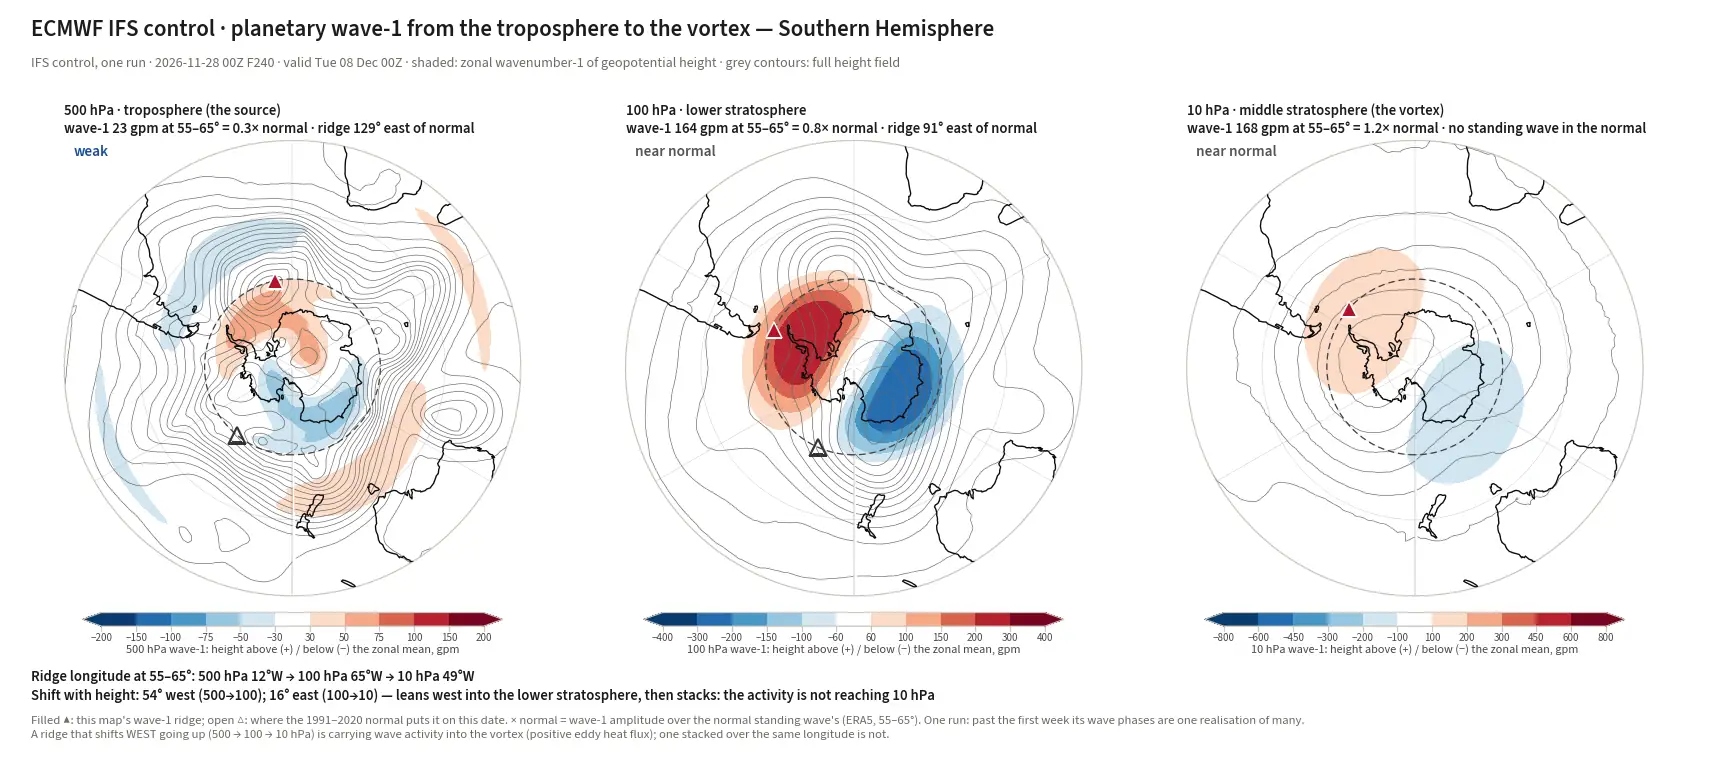 ECMWF IFS control · planetary wave-1 from the troposphere to the vortex — Southern Hemisphere
IFS control, one run · 2026-11-28 00Z F240 · valid Tue 08 Dec 00Z · shaded: zonal wavenumber-1 of geopotential height · grey contours: full height field
500 hPa · troposphere (the source)
wave-1 23 gpm at 55–65° = 0.3× normal · ridge 129° east of normal
weak
100 hPa · lower stratosphere
wave-1 164 gpm at 55–65° = 0.8× normal · ridge 91° east of normal
near normal
10 hPa · middle stratosphere (the vortex)
wave-1 168 gpm at 55–65° = 1.2× normal · no standing wave in the normal
near normal
−200 −150 −100 −75 −50 −30 30 50 75 100 150 200
500 hPa wave-1: height above (+) / below (−) the zonal mean, gpm
−400 −300 −200 −150 −100 −60 60 100 150 200 300 400
100 hPa wave-1: height above (+) / below (−) the zonal mean, gpm
−800 −600 −450 −300 −200 −100 100 200 300 450 600 800
10 hPa wave-1: height above (+) / below (−) the zonal mean, gpm
Ridge longitude at 55–65°: 500 hPa 12°W → 100 hPa 65°W → 10 hPa 49°W
Shift with height: 54° west (500→100); 16° east (100→10) — leans west into the lower stratosphere, then stacks: the activity is not reaching 10 hPa
Filled ▲: this map's wave-1 ridge; open △: where the 1991–2020 normal puts it on this date. × normal = wave-1 amplitude over the normal standing wave's (ERA5, 55–65°). One run: past the first week its wave phases are one realisation of many.
A ridge that shifts WEST going up (500 → 100 → 10 hPa) is carrying wave activity into the vortex (positive eddy heat flux); one stacked over the same longitude is not.